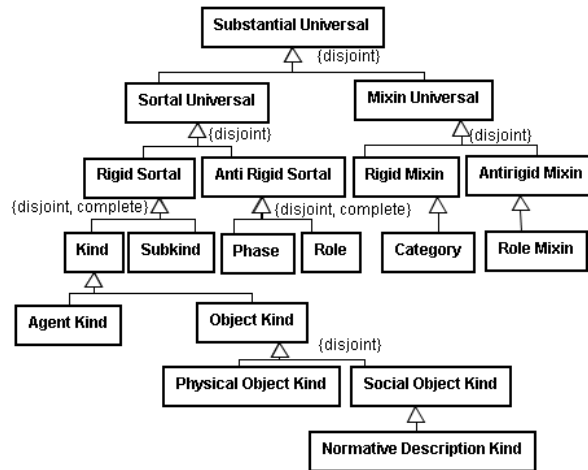 Substantial Universal
{disjoint}
Sortal Universal
Mixin Universal
{disjoint}
{disjoint}
Rigid Sortal
Anti Rigid Sortal
Rigid Mixin
Antirigid Mixin
{disjoint, complete}
{disjoint, complete}
Kind
Subkind
Phase
Role
Category
Role Mixin
Agent Kind
Object Kind
{disjoint}
Physical Object Kind
Social Object Kind
Normative Description Kind